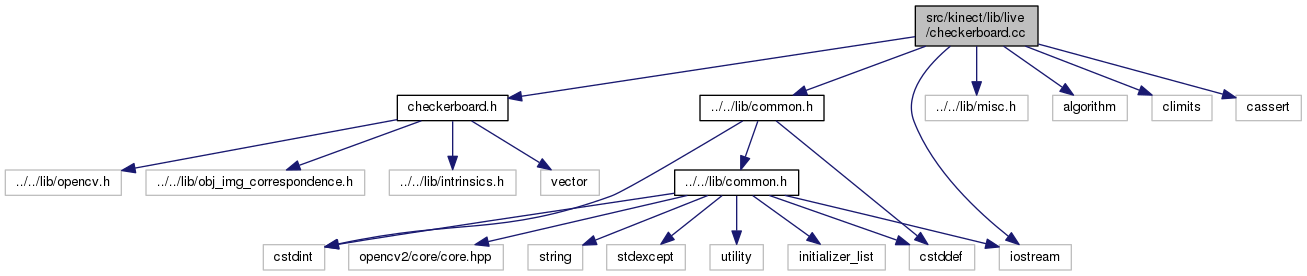 src/kinect/lib/live
/checkerboard.cc
checkerboard.h
../../lib/common.h
../../lib/misc.h
algorithm
climits
cassert
../../lib/opencv.h
../../lib/obj_img_correspondence.h
../../lib/intrinsics.h
vector
../../lib/common.h
cstdint
opencv2/core/core.hpp
string
stdexcept
utility
initializer_list
cstddef
iostream